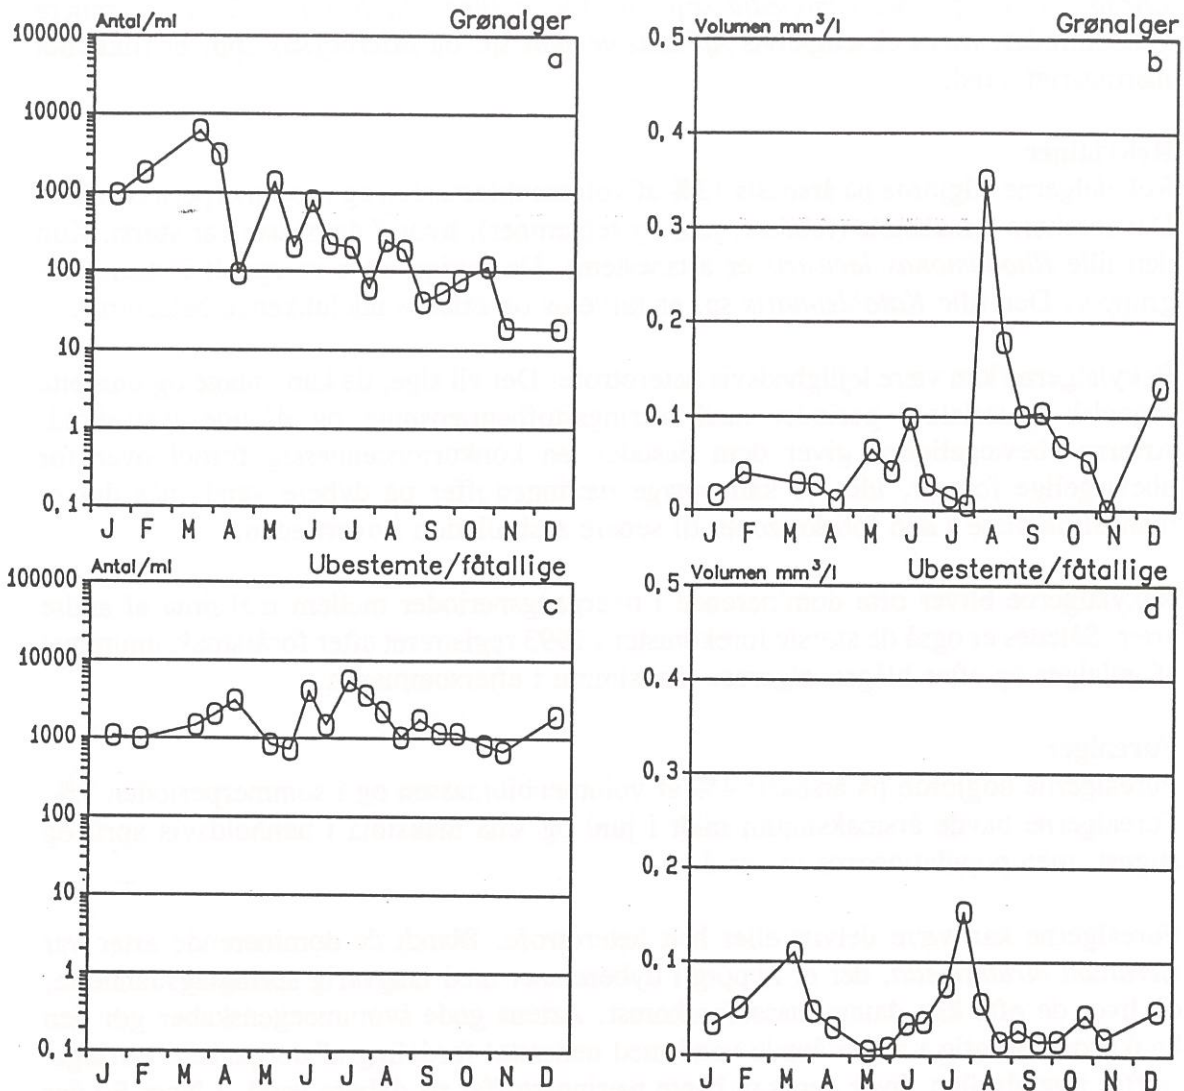 Antal/ml Grønalger
a
100000
10000
1000
100
10
1
0,1
J F M A M J J A S O N D
Volumen mm³/l Grønalger
b
0,5
0,4
0,3
0,2
0,1
0
J F M A M J J A S O N D
Antal/ml Ubestemte/fåtallige
c
100000
10000
1000
100
10
1
0,1
J F M A M J J A S O N D
Volumen mm³/l Ubestemte/fåtallige
d
0,5
0,4
0,3
0,2
0,1
0
J F M A M J J A S O N D